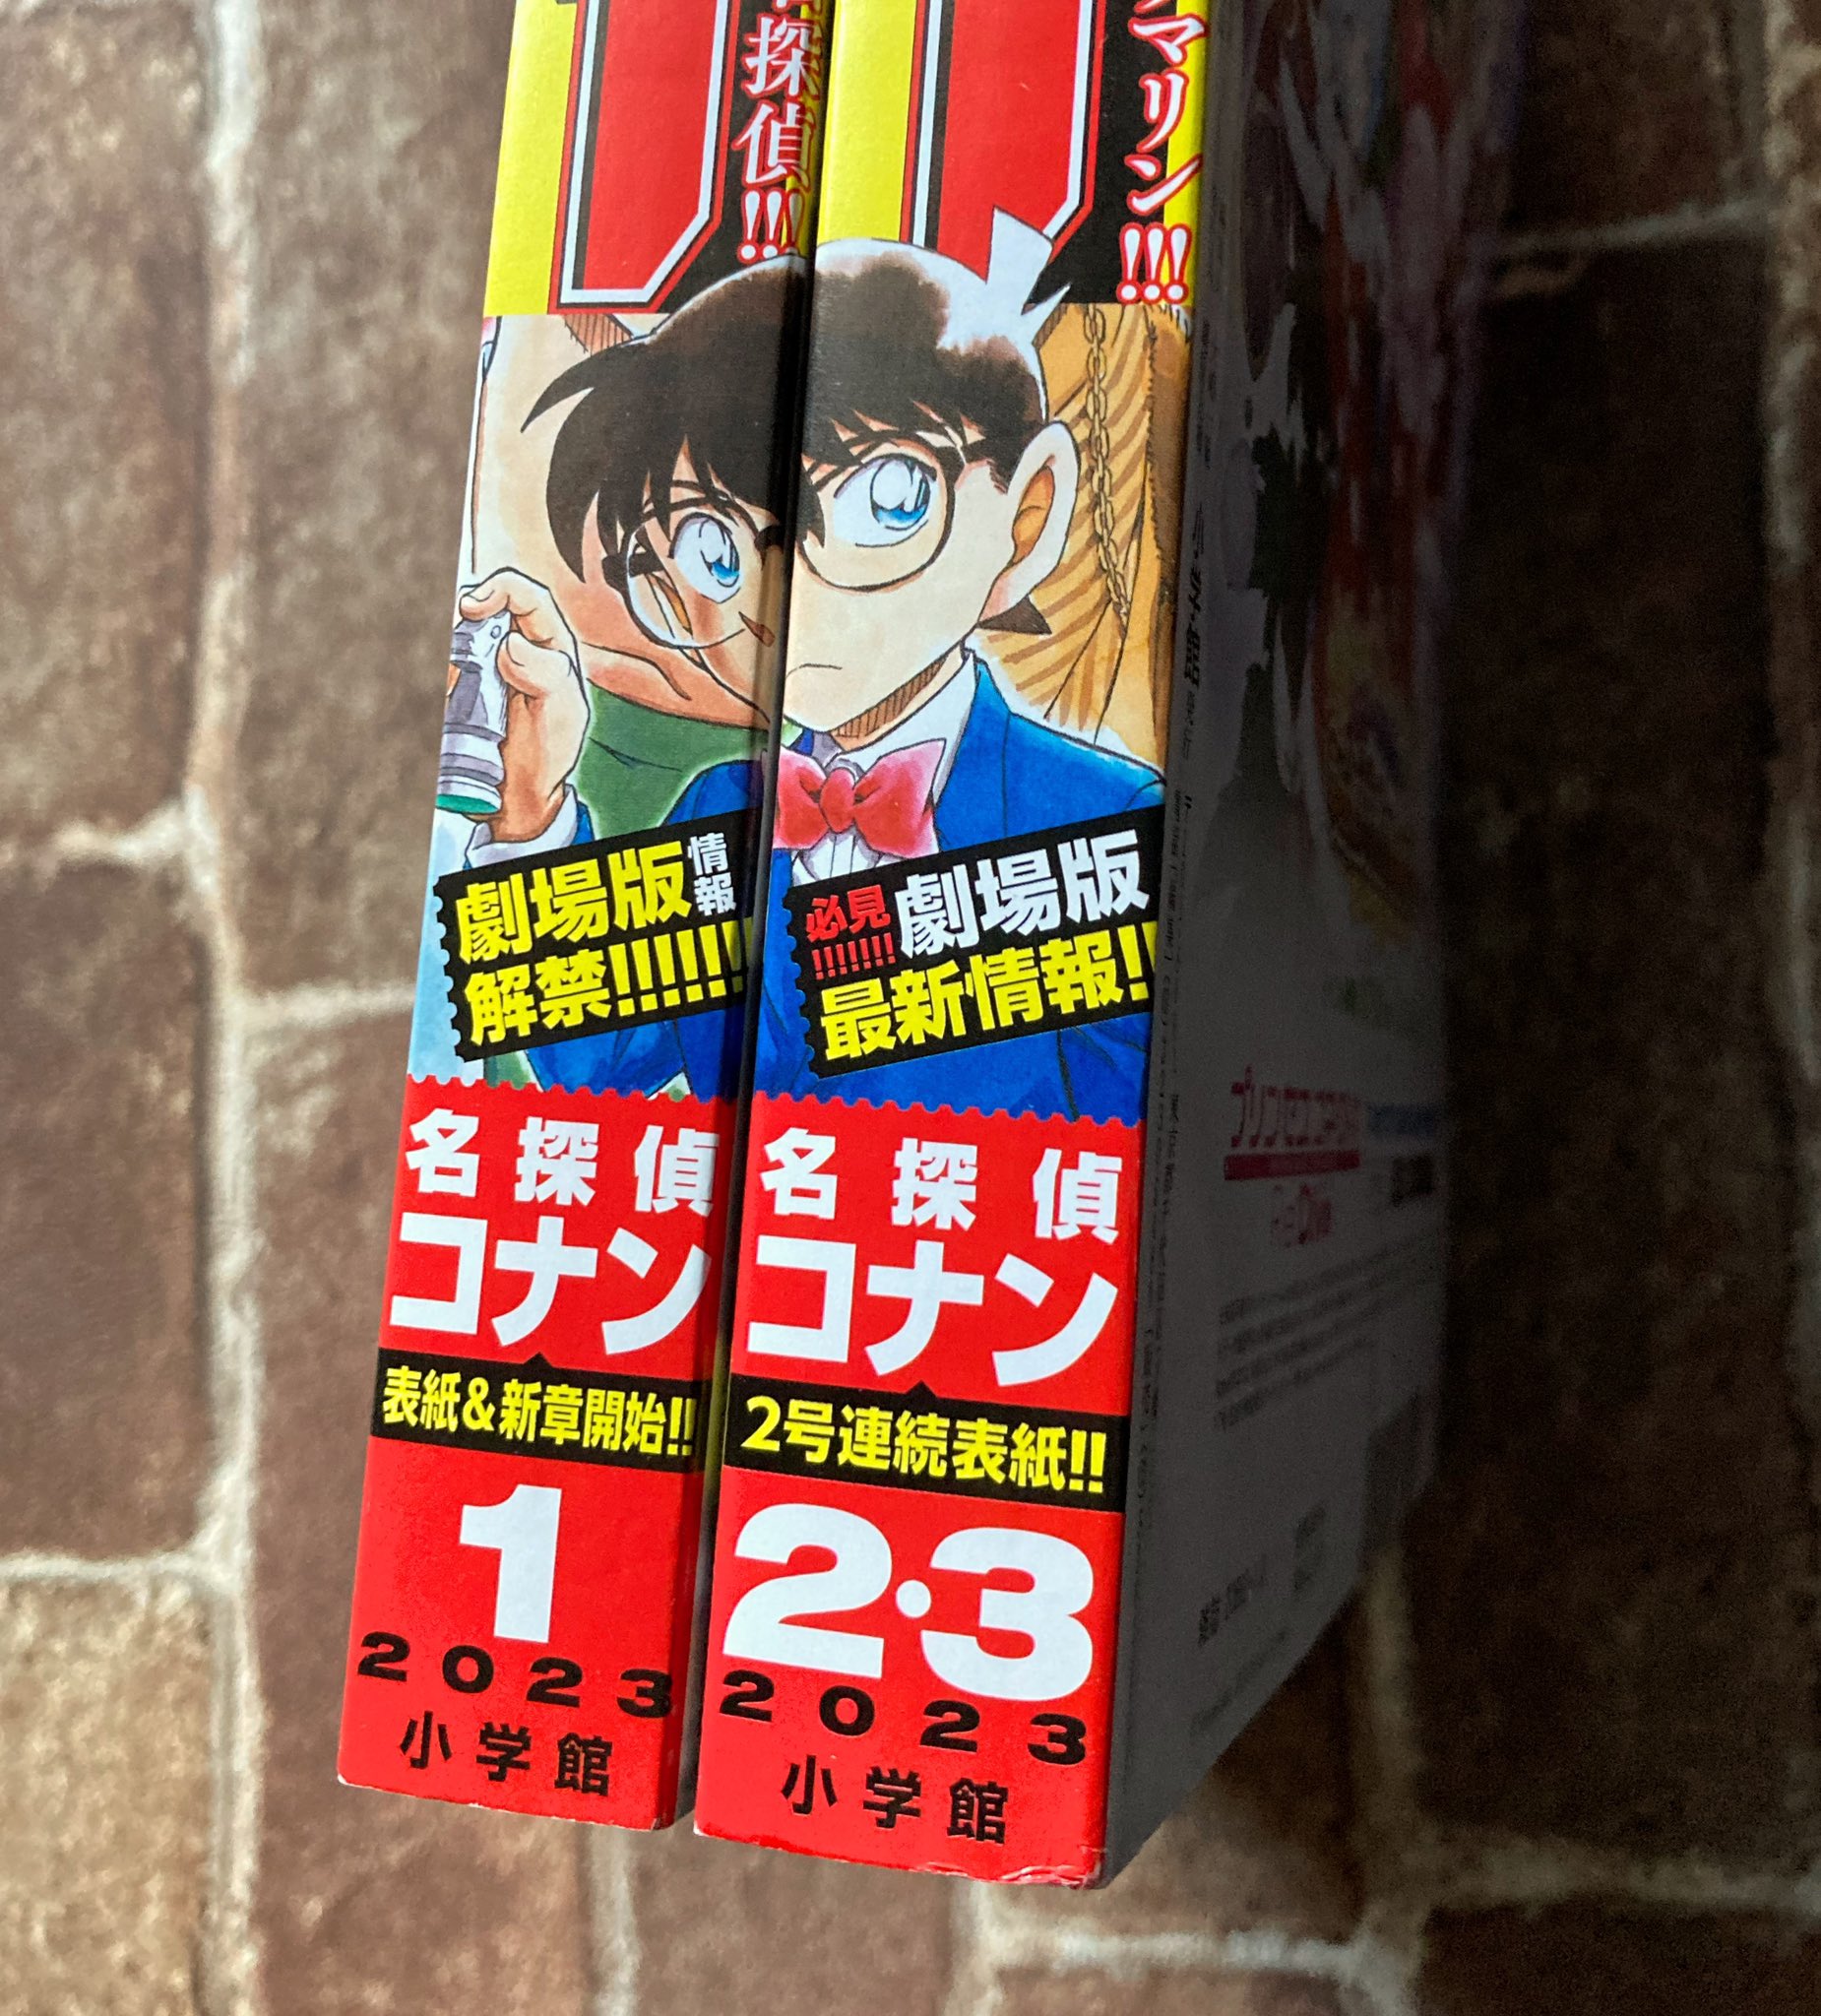 探偵!!!
劇場版情報
解禁!!!!!!!
名探偵
コナン
表紙&新章開始!!
1
2023
小学館
マリン!!!
必見!!!!!!!劇場版
最新情報!!
名探偵
コナン
2号連続表紙!!
2・3
2023
小学館